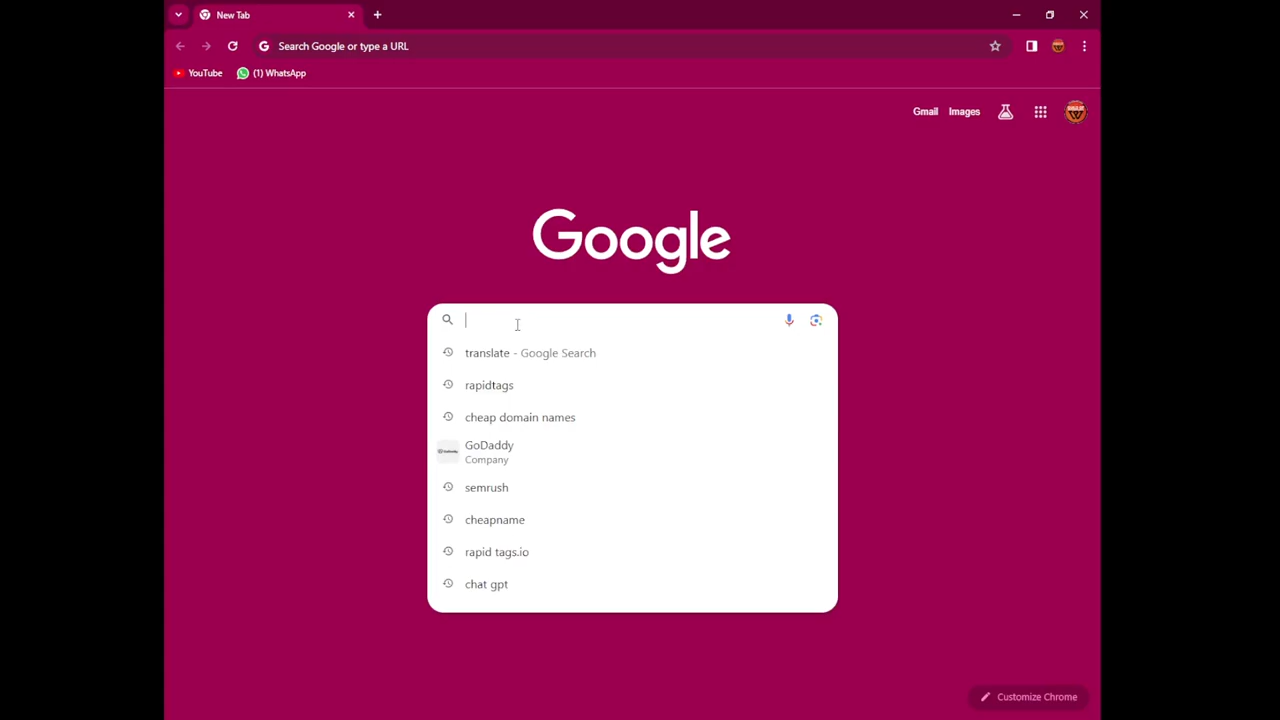 New Tab
Search Google or type a URL
YouTube
(1) WhatsApp
Gmail
Images
Google
translate - Google Search
rapidtags
cheap domain names
GoDaddy
Company
semrush
cheapname
rapid tags.io
chat gpt
Customize Chrome